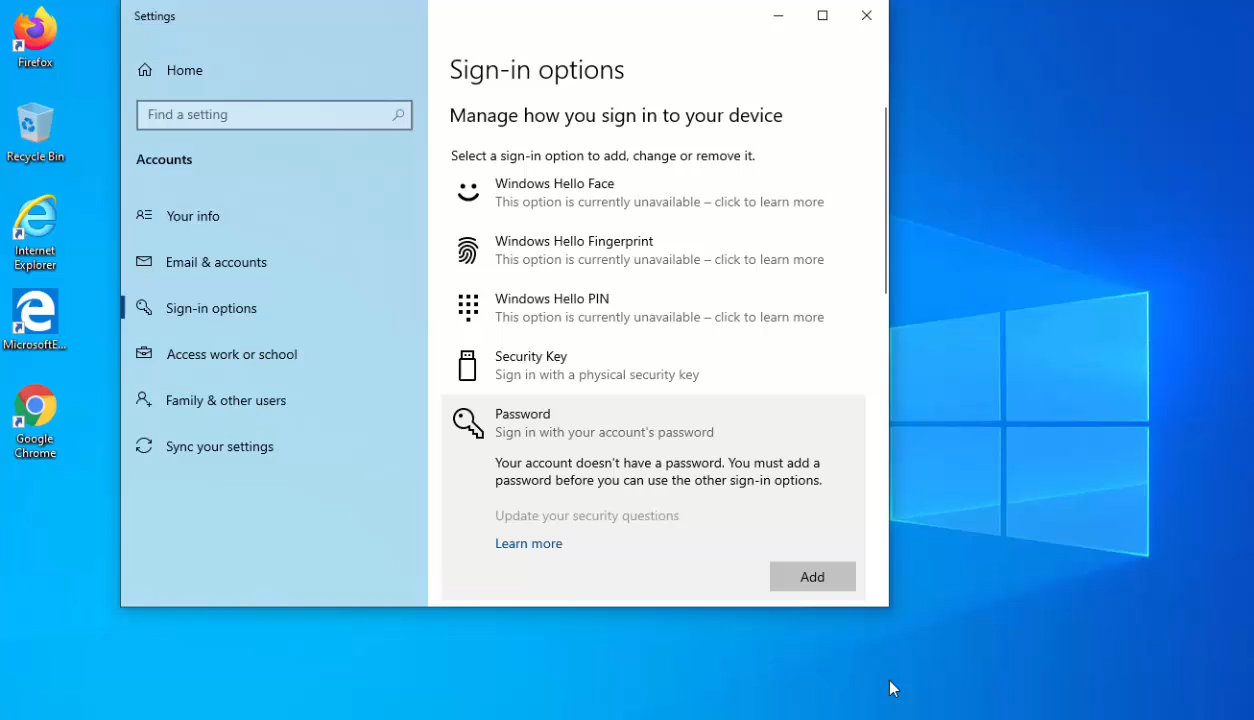 Firefox
Recycle Bin
Internet
Explorer
MicrosoftE...
Google
Chrome
Settings
Home
Find a setting
Accounts
Your info
Email & accounts
Sign-in options
Access work or school
Family & other users
Sync your settings
Sign-in options
Manage how you sign in to your device
Select a sign-in option to add, change or remove it.
Windows Hello Face
This option is currently unavailable – click to learn more
Windows Hello Fingerprint
This option is currently unavailable – click to learn more
Windows Hello PIN
This option is currently unavailable – click to learn more
Security Key
Sign in with a physical security key
Password
Sign in with your account's password
Your account doesn't have a password. You must add a
password before you can use the other sign-in options.
Update your security questions
Learn more
Add